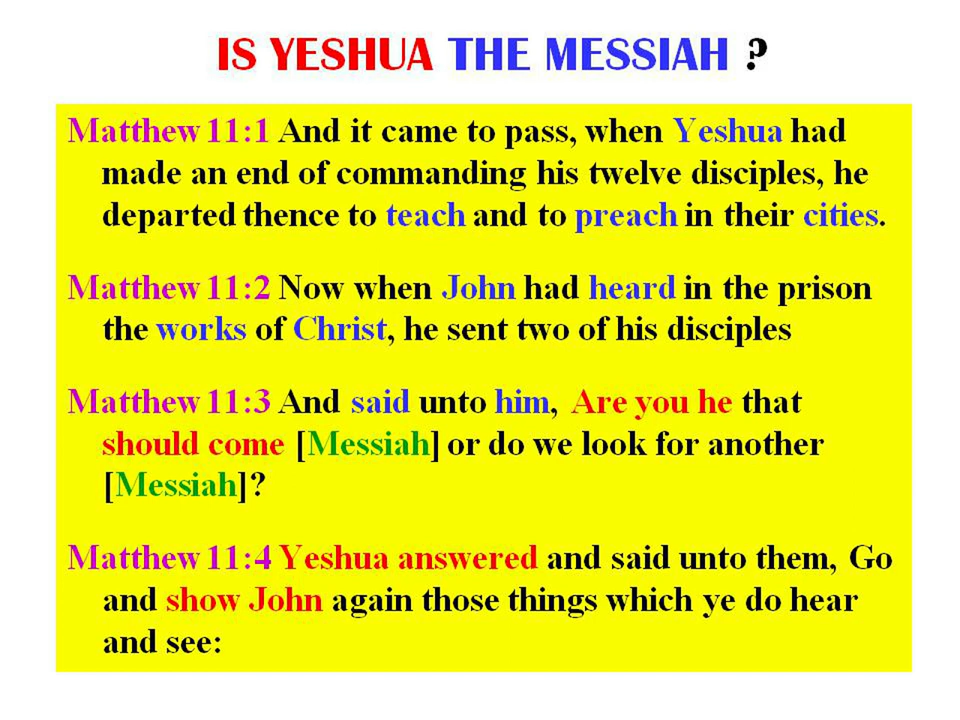 IS YESHUA THE MESSIAH ?
Matthew 11:1 And it came to pass, when Yeshua had
made an end of commanding his twelve disciples, he
departed thence to teach and to preach in their cities.
Matthew 11:2 Now when John had heard in the prison
the works of Christ, he sent two of his disciples
Matthew 11:3 And said unto him, Are you he that
should come [Messiah] or do we look for another
[Messiah]?
Matthew 11:4 Yeshua answered and said unto them, Go
and show John again those things which ye do hear
and see: